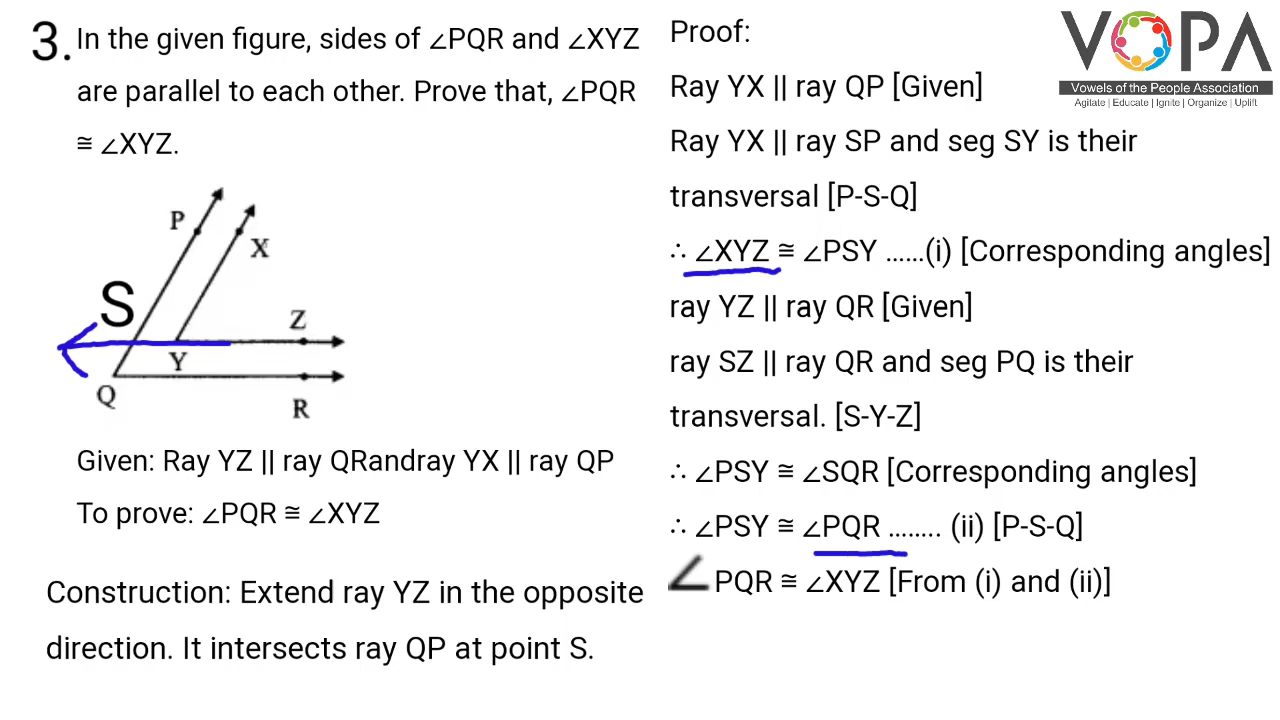 3. In the given figure, sides of ∠PQR and ∠XYZ
are parallel to each other. Prove that, ∠PQR
≅ ∠XYZ.
P
X
S
Z
Y
Q
R
Given: Ray YZ || ray QRandray YX || ray QP
To prove: ∠PQR ≅ ∠XYZ
Construction: Extend ray YZ in the opposite
direction. It intersects ray QP at point S.
Proof:
Ray YX || ray QP [Given]
Ray YX || ray SP and seg SY is their
transversal [P-S-Q]
∴ ∠XYZ ≅ ∠PSY ......(i) [Corresponding angles]
ray YZ || ray QR [Given]
ray SZ || ray QR and seg PQ is their
transversal. [S-Y-Z]
∴ ∠PSY ≅ ∠SQR [Corresponding angles]
∴ ∠PSY ≅ ∠PQR ........ (ii) [P-S-Q]
∠ PQR ≅ ∠XYZ [From (i) and (ii)]
VOPA
Vowels of the People Association
Agitate | Educate | Ignite | Organize | Uplift